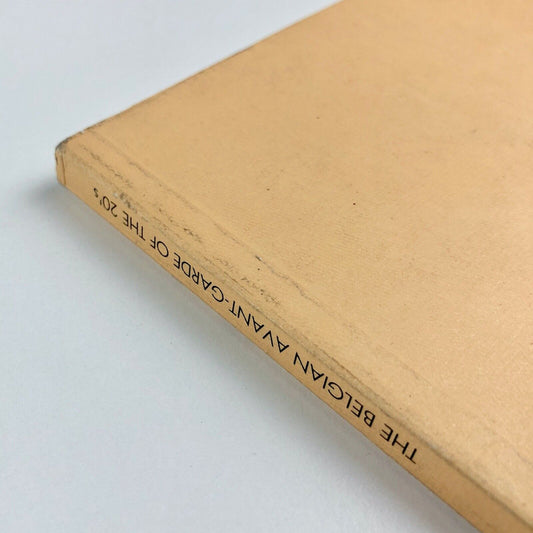 THE BELGIAN AVANT-GARDE OF THE 20's